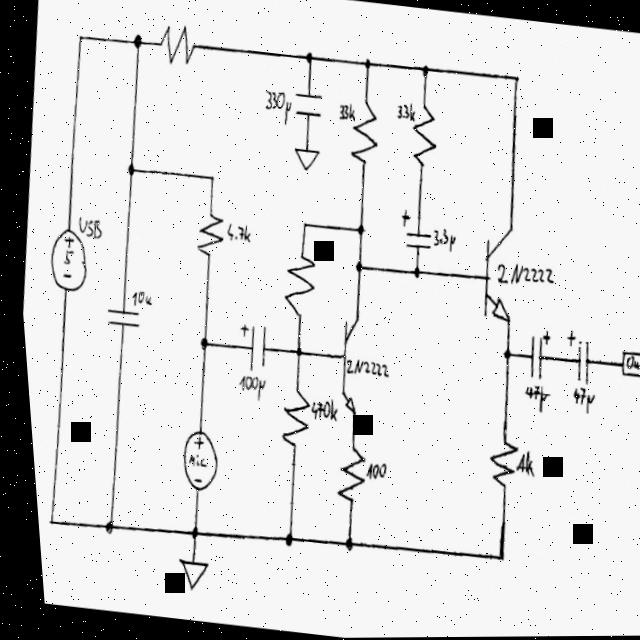 USB
+
5
-
10u
4.7k
330µ
33k
33k
+
3.3µ
2N2222
+
100µ
2N2222
470k
100
+
Mic
-
+
47µ
+
47µ
1k